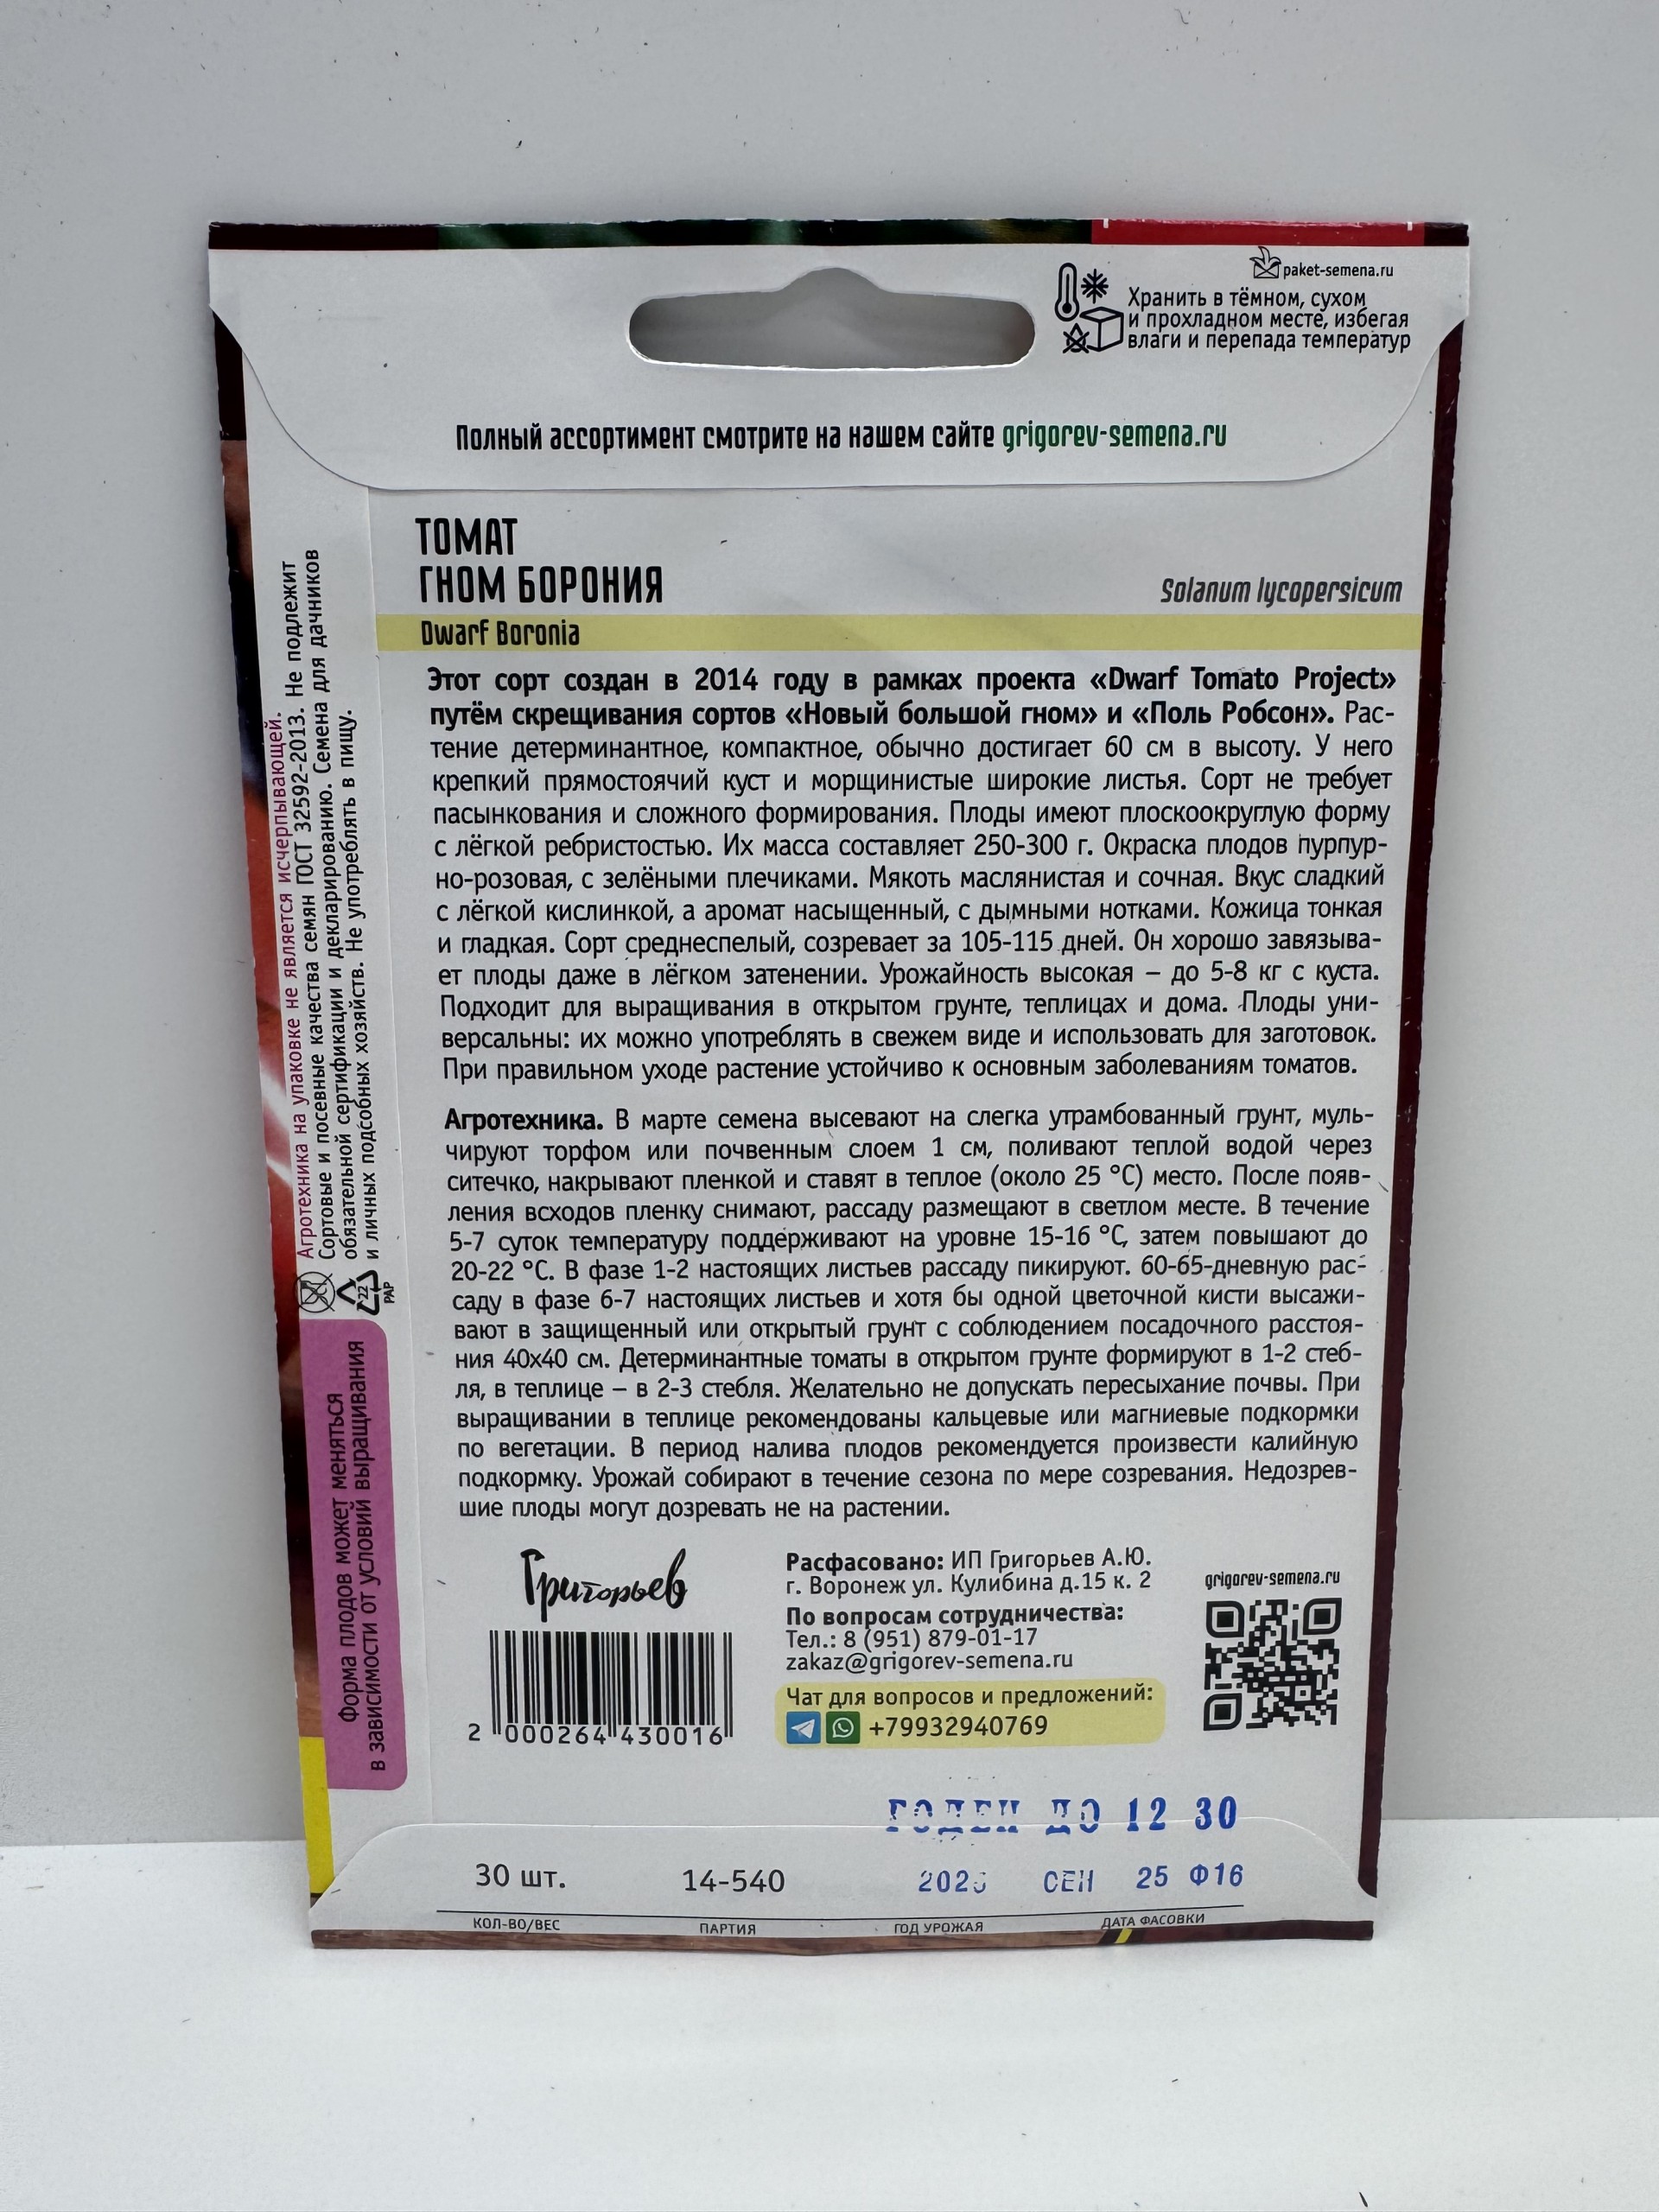 paket-semena.ru
Хранить в тёмном, сухом
и прохладном месте, избегая
влаги и перепада температур
Полный ассортимент смотрите на нашем сайте grigorev-semena.ru
ТОМАТ
ГНОМ БОРОНИЯ
Solanum lycopersicum
Dwarf Boronia
Этот сорт создан в 2014 году в рамках проекта «Dwarf Tomato Project»
путём скрещивания сортов «Новый большой гном» и «Поль Робсон». Рас-
тение детерминантное, компактное, обычно достигает 60 см в высоту. У него
крепкий прямостоячий куст и морщинистые широкие листья. Сорт не требует
пасынкования и сложного формирования. Плоды имеют плоскоокруглую форму
с лёгкой ребристостью. Их масса составляет 250-300 г. Окраска плодов пурпур-
но-розовая, с зелёными плечиками. Мякоть маслянистая и сочная. Вкус сладкий
с лёгкой кислинкой, а аромат насыщенный, с дымными нотками. Кожица тонкая
и гладкая. Сорт среднеспелый, созревает за 105-115 дней. Он хорошо завязыва-
ет плоды даже в лёгком затенении. Урожайность высокая – до 5-8 кг с куста.
Подходит для выращивания в открытом грунте, теплицах и дома. Плоды уни-
версальны: их можно употреблять в свежем виде и использовать для заготовок.
При правильном уходе растение устойчиво к основным заболеваниям томатов.
Агротехника. В марте семена высевают на слегка утрамбованный грунт, муль-
чируют торфом или почвенным слоем 1 см, поливают теплой водой через
ситечко, накрывают пленкой и ставят в теплое (около 25 °C) место. После появ-
ления всходов пленку снимают, рассаду размещают в светлом месте. В течение
5-7 суток температуру поддерживают на уровне 15-16 °C, затем повышают до
20-22 °C. В фазе 1-2 настоящих листьев рассаду пикируют. 60-65-дневную рас-
саду в фазе 6-7 настоящих листьев и хотя бы одной цветочной кисти высажи-
вают в защищенный или открытый грунт с соблюдением посадочного расстоя-
ния 40х40 см. Детерминантные томаты в открытом грунте формируют в 1-2 стеб-
ля, в теплице – в 2-3 стебля. Желательно не допускать пересыхание почвы. При
выращивании в теплице рекомендованы кальцевые или магниевые подкормки
по вегетации. В период налива плодов рекомендуется произвести калийную
подкормку. Урожай собирают в течение сезона по мере созревания. Недозрев-
шие плоды могут дозревать не на растении.
Агротехника на упаковке не является исчерпывающей.
Сортовые и посевные качества семян ГОСТ 32592-2013. Не подлежит
обязательной сертификации и декларированию. Семена для дачников
и личных подсобных хозяйств. Не употреблять в пищу.
22
PAP
Форма плодов может меняться
в зависимости от условий выращивания
Григорьев
2 000264 430016
Расфасовано: ИП Григорьев А.Ю.
г. Воронеж ул. Кулибина д.15 к. 2
По вопросам сотрудничества:
Тел.: 8 (951) 879-01-17
zakaz@grigorev-semena.ru
Чат для вопросов и предложений:
+79932940769
grigorev-semena.ru
ГОДЕН ДО 12 30
30 шт. 14-540 СЕН 25 Ф16
КОЛ-ВО/ВЕС ПАРТИЯ ГОД УРОЖАЯ ДАТА ФАСОВКИ